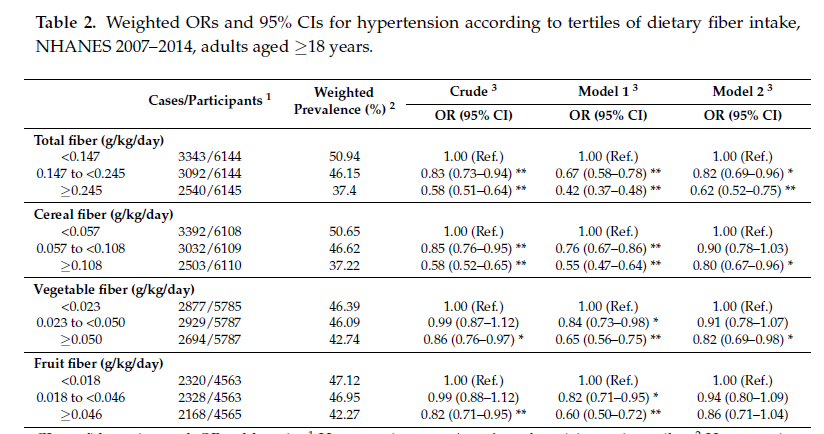 Table 2. Weighted ORs and 95% CIs for hypertension according to tertiles of dietary fiber intake,
NHANES 2007–2014, adults aged ≥18 years.
Cases/Participants 1 Weighted Prevalence (%) 2 Crude 3 Model 1 3 Model 2 3
OR (95% CI) OR (95% CI) OR (95% CI)
Total fiber (g/kg/day)
<0.147 3343/6144 50.94 1.00 (Ref.) 1.00 (Ref.) 1.00 (Ref.)
0.147 to <0.245 3092/6144 46.15 0.83 (0.73–0.94) ** 0.67 (0.58–0.78) ** 0.82 (0.69–0.96) *
≥0.245 2540/6145 37.4 0.58 (0.51–0.64) ** 0.42 (0.37–0.48) ** 0.62 (0.52–0.75) **
Cereal fiber (g/kg/day)
<0.057 3392/6108 50.65 1.00 (Ref.) 1.00 (Ref.) 1.00 (Ref.)
0.057 to <0.108 3032/6109 46.62 0.85 (0.76–0.95) ** 0.76 (0.67–0.86) ** 0.90 (0.78–1.03)
≥0.108 2503/6110 37.22 0.58 (0.52–0.65) ** 0.55 (0.47–0.64) ** 0.80 (0.67–0.96) *
Vegetable fiber (g/kg/day)
<0.023 2877/5785 46.39 1.00 (Ref.) 1.00 (Ref.) 1.00 (Ref.)
0.023 to <0.050 2929/5787 46.09 0.99 (0.87–1.12) 0.84 (0.73–0.98) * 0.91 (0.78–1.07)
≥0.050 2694/5787 42.74 0.86 (0.76–0.97) * 0.65 (0.56–0.75) ** 0.82 (0.69–0.98) *
Fruit fiber (g/kg/day)
<0.018 2320/4563 47.12 1.00 (Ref.) 1.00 (Ref.) 1.00 (Ref.)
0.018 to <0.046 2328/4563 46.95 0.99 (0.88–1.12) 0.82 (0.71–0.95) * 0.94 (0.80–1.09)
≥0.046 2168/4565 42.27 0.82 (0.71–0.95) ** 0.60 (0.50–0.72) ** 0.86 (0.71–1.04)